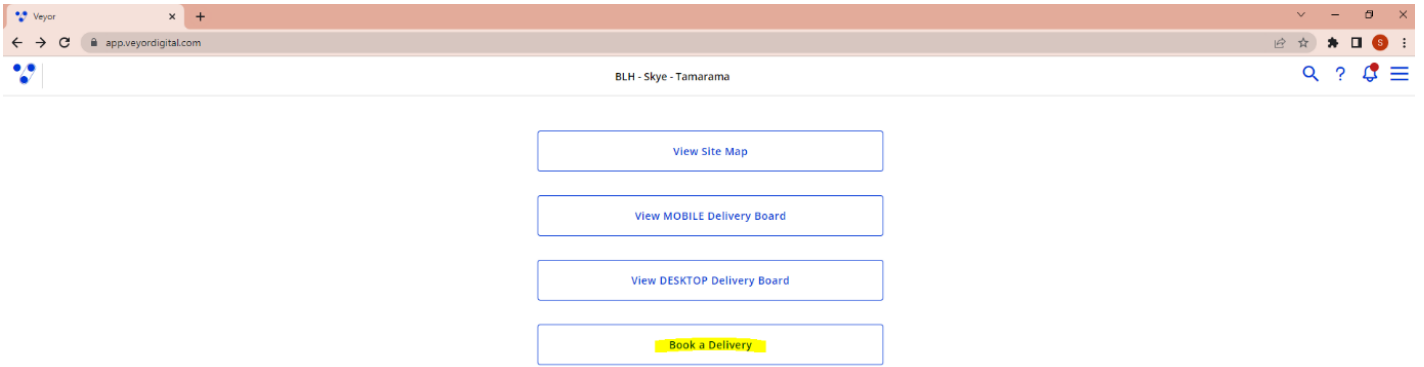 Veyor
app.veyordigital.com
S
BLH - Skye - Tamarama
View Site Map
View MOBILE Delivery Board
View DESKTOP Delivery Board
Book a Delivery